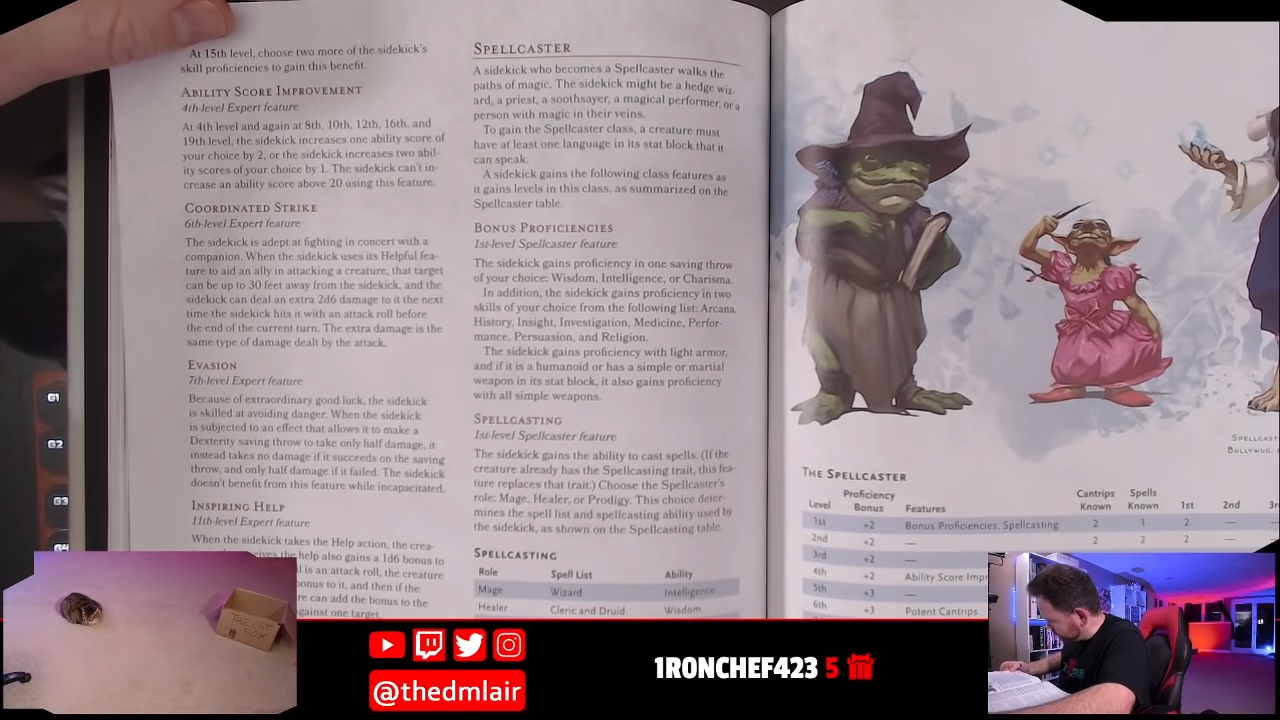 At 15th level, choose two more of the sidekick's
skill proficiencies to gain this benefit.
ABILITY SCORE IMPROVEMENT
4th-level Expert feature
At 4th level and again at 8th, 10th, 12th, 16th, and
19th level, the sidekick increases one ability score of
your choice by 2, or the sidekick increases two abil-
ity scores of your choice by 1. The sidekick can't in-
crease an ability score above 20 using this feature.
COORDINATED STRIKE
6th-level Expert feature
The sidekick is adept at fighting in concert with a
companion. When the sidekick uses its Helpful fea-
ture to aid an ally in attacking a creature, that target
can be up to 30 feet away from the sidekick, and the
sidekick can deal an extra 2d6 damage to it the next
time the sidekick hits it with an attack roll before
the end of the current turn. The extra damage is the
same type of damage dealt by the attack.
EVASION
7th-level Expert feature
Because of extraordinary good luck, the sidekick
is skilled at avoiding danger. When the sidekick
is subjected to an effect that allows it to make a
Dexterity saving throw to take only half damage, it
instead takes no damage if it succeeds on the saving
throw, and only half damage if it failed. The sidekick
doesn't benefit from this feature while incapacitated.
INSPIRING HELP
11th-level Expert feature
When the sidekick takes the Help action, the crea-
ives the help also gains a 1d6 bonus to
l is an attack roll, the creature
bonus to it, and then if the
re can add the bonus to the
against one target.
SPELLCASTER
A sidekick who becomes a Spellcaster walks the
paths of magic. The sidekick might be a hedge wiz-
ard, a priest, a soothsayer, a magical performer, or a
person with magic in their veins.
To gain the Spellcaster class, a creature must
have at least one language in its stat block that it
can speak.
A sidekick gains the following class features as
it gains levels in this class, as summarized on the
Spellcaster table.
BONUS PROFICIENCIES
1st-level Spellcaster feature
The sidekick gains proficiency in one saving throw
of your choice: Wisdom, Intelligence, or Charisma.
In addition, the sidekick gains proficiency in two
skills of your choice from the following list: Arcana,
History, Insight, Investigation, Medicine, Perfor-
mance, Persuasion, and Religion.
The sidekick gains proficiency with light armor,
and if it is a humanoid or has a simple or martial
weapon in its stat block, it also gains proficiency
with all simple weapons.
SPELLCASTING
1st-level Spellcaster feature
The sidekick gains the ability to cast spells. (If the
creature already has the Spellcasting trait, this fea-
ture replaces that trait.) Choose the Spellcaster's
role: Mage, Healer, or Prodigy. This choice deter-
mines the spell list and spellcasting ability used by
the sidekick, as shown on the Spellcasting table.
SPELLCASTING
Role Spell List Ability
Mage Wizard Intelligence
Healer Cleric and Druid Wisdom
SPELLCAST
BULLYWUG,
THE SPELLCASTER
Level Proficiency Bonus Features Cantrips Known Spells Known 1st 2nd 3r
1st +2 Bonus Proficiencies, Spellcasting 2 1 2 —
2nd +2 — 2 2 2 —
3rd +2 —
4th +2 Ability Score Impr
5th +3 —
6th +3 Potent Cantrips
G1
G2
G3
G4
THE CAT
BOX
@thedmlair
1RONCHEF423 5